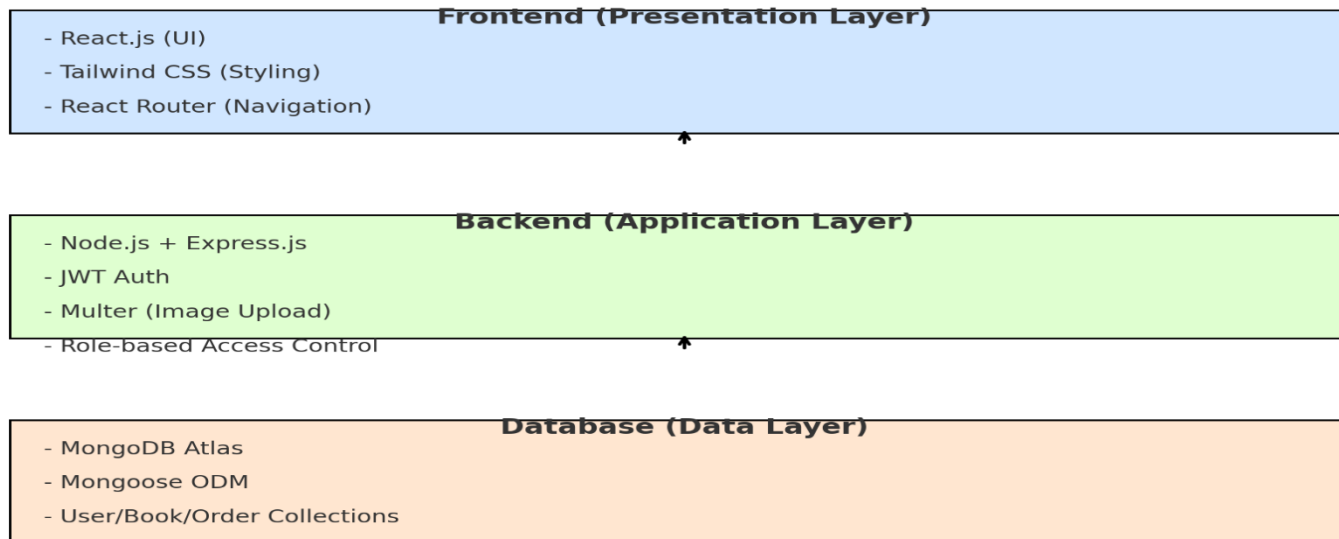 Frontend (Presentation Layer)
- React.js (UI)
- Tailwind CSS (Styling)
- React Router (Navigation)
Backend (Application Layer)
- Node.js + Express.js
- JWT Auth
- Multer (Image Upload)
- Role-based Access Control
Database (Data Layer)
- MongoDB Atlas
- Mongoose ODM
- User/Book/Order Collections